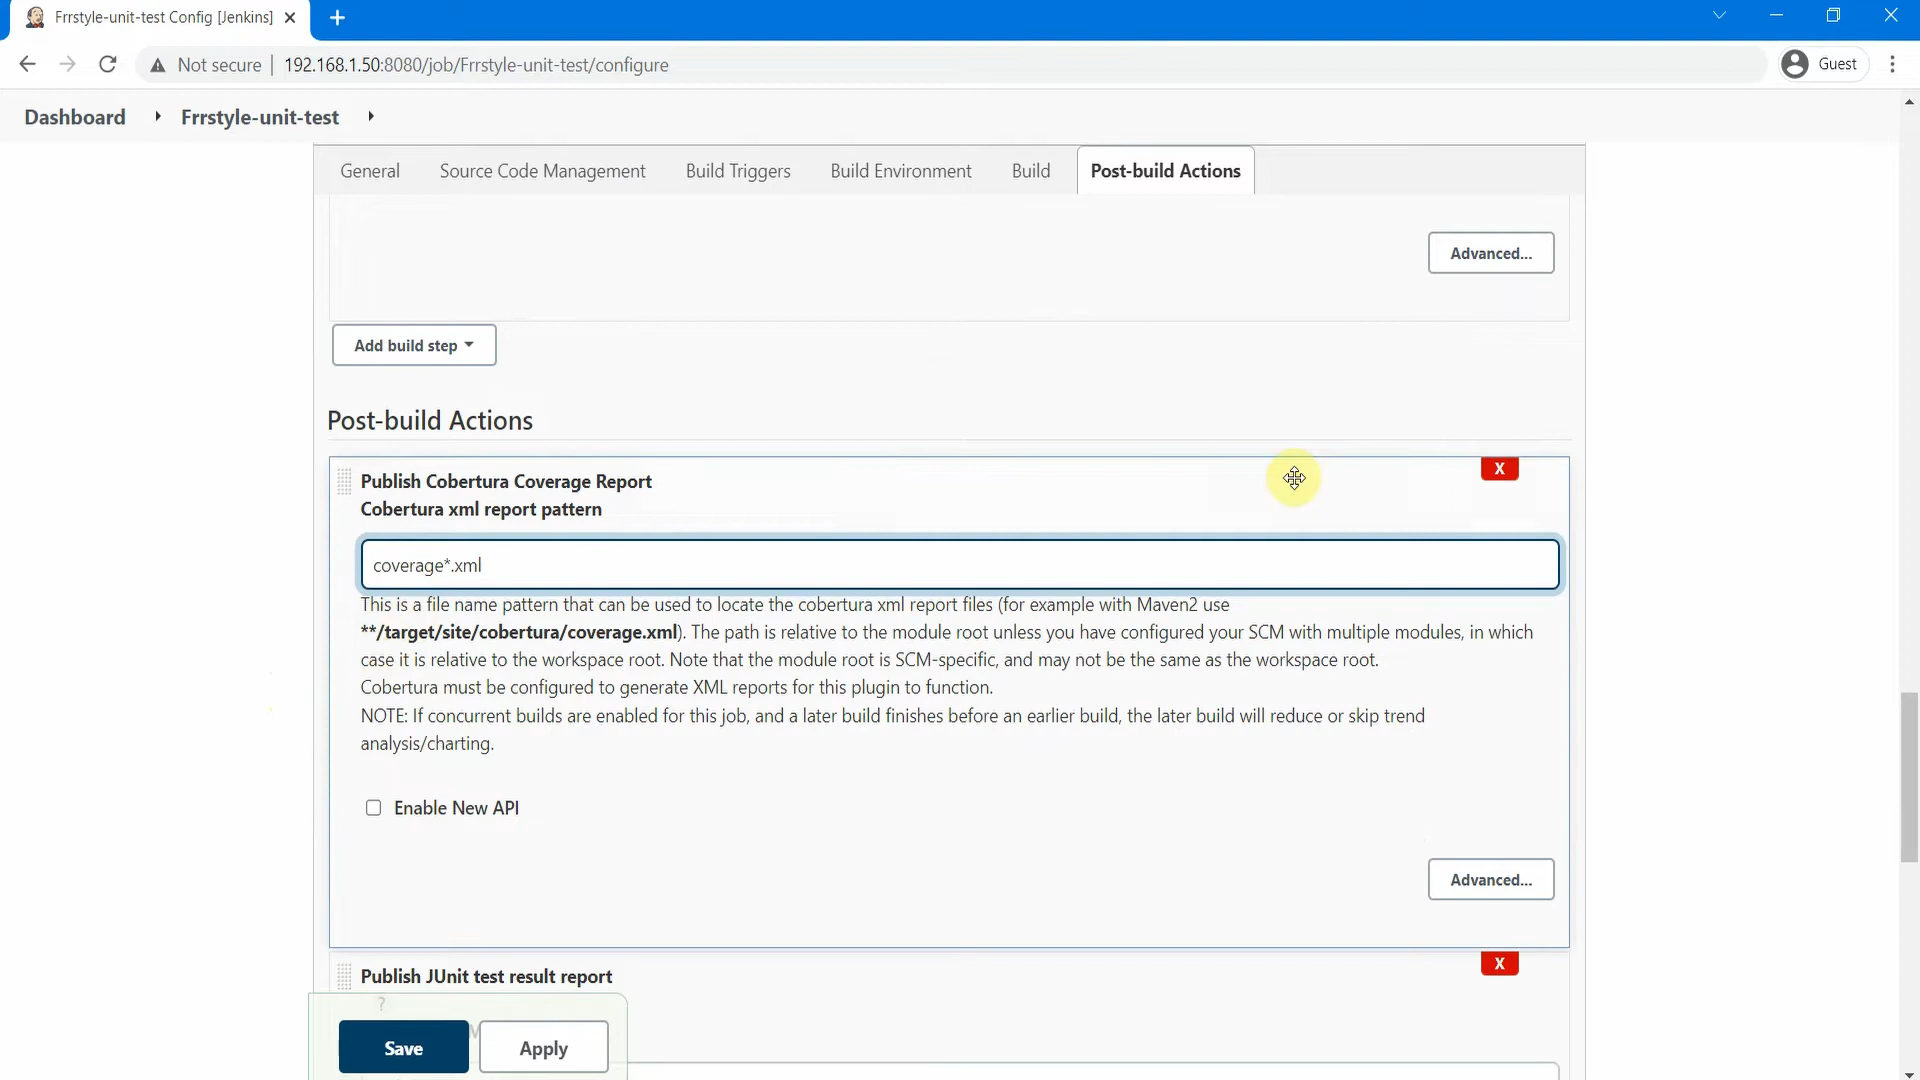 Frrstyle-unit-test Config [Jenkins]
Not secure
192.168.1.50:8080/job/Frrstyle-unit-test/configure
Guest
Dashboard
Frrstyle-unit-test
General
Source Code Management
Build Triggers
Build Environment
Build
Post-build Actions
Advanced...
Add build step
Post-build Actions
Publish Cobertura Coverage Report
X
Cobertura xml report pattern
coverage*.xml
This is a file name pattern that can be used to locate the cobertura xml report files (for example with Maven2 use
**/target/site/cobertura/coverage.xml). The path is relative to the module root unless you have configured your SCM with multiple modules, in which
case it is relative to the workspace root. Note that the module root is SCM-specific, and may not be the same as the workspace root.
Cobertura must be configured to generate XML reports for this plugin to function.
NOTE: If concurrent builds are enabled for this job, and a later build finishes before an earlier build, the later build will reduce or skip trend
analysis/charting.
Enable New API
Advanced...
Publish JUnit test result report
X
?
Save
Apply